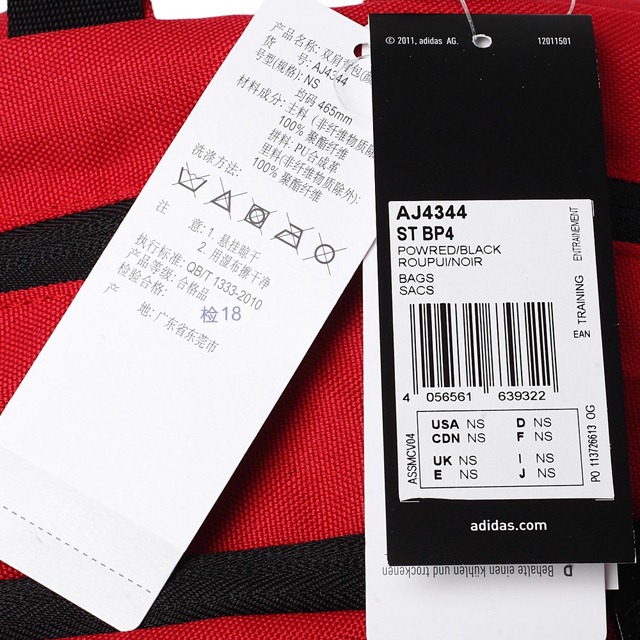 产品名称: 双肩背包
货 号: AJ4344
号型(规格): NS
均码 465mm
材料成分: 主料 (非纤维物质除
100% 聚酯纤维
拼料: PU合成革
里料(非纤维物质除外):
100% 聚酯纤维
洗涤方法:
注 意: 1. 悬挂晾干
2. 用湿布擦干净
执行标准: QB/T 1333-2010
产品等级: 合格品
检验合格:
检18
产 地: 广东省东莞市
© 2011, adidas AG.
12011501
AJ4344
ST BP4
POWRED/BLACK
ROUPUI/NOIR
BAGS
SACS
TRAINING
ENTRAINEMENT
EAN
4 056561 639322
USA NS D NS
CDN NS F NS
UK NS I NS
E NS J NS
ASSMCV04
PO 113726613 OG
adidas.com
D Behalte einen kühlen
und trockenen